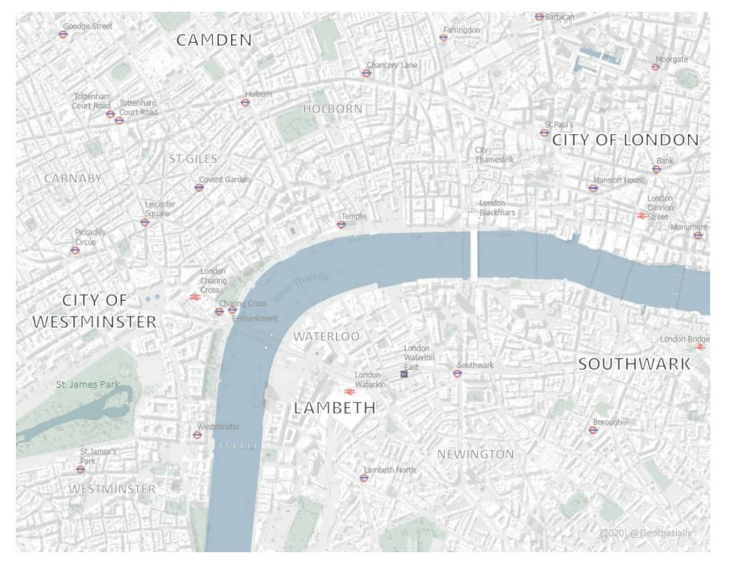 Goodge Street
CAMDEN
Barbican
Farringdon
Chancery Lane
Moorgate
Tottenham
Court Road
Tottenham
Court Road
Holborn
HOLBORN
St.Paul's
CITY OF LONDON
ST GILES
City
Thameslink
Bank
CARNABY
Covent Garden
Mansion House
Leicester
Square
London
Blackfriars
London
Cannon
Street
Temple
Monument
Piccadilly
Circus
London
Charing
Cross
River Thames
CITY OF
WESTMINSTER
Charing Cross
Embankment
WATERLOO
London Bridge
London
Waterloo
East
SOUTHWARK
Southwark
London
Waterloo
St. James Park
LAMBETH
Westminster
Borough
St.James's
Park
NEWINGTON
Lambeth North
WESTMINSTER
(2020) @Geospatially